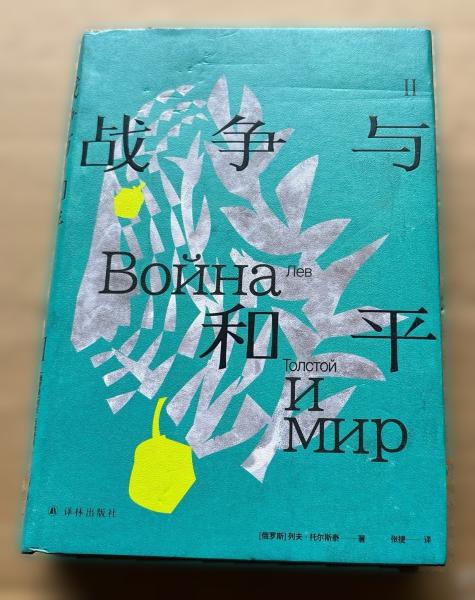 II
战争与
Война
Лев
和平
Толстой
и
мир
译林出版社
[俄罗斯] 列夫·托尔斯泰 —— 著 张捷 —— 译